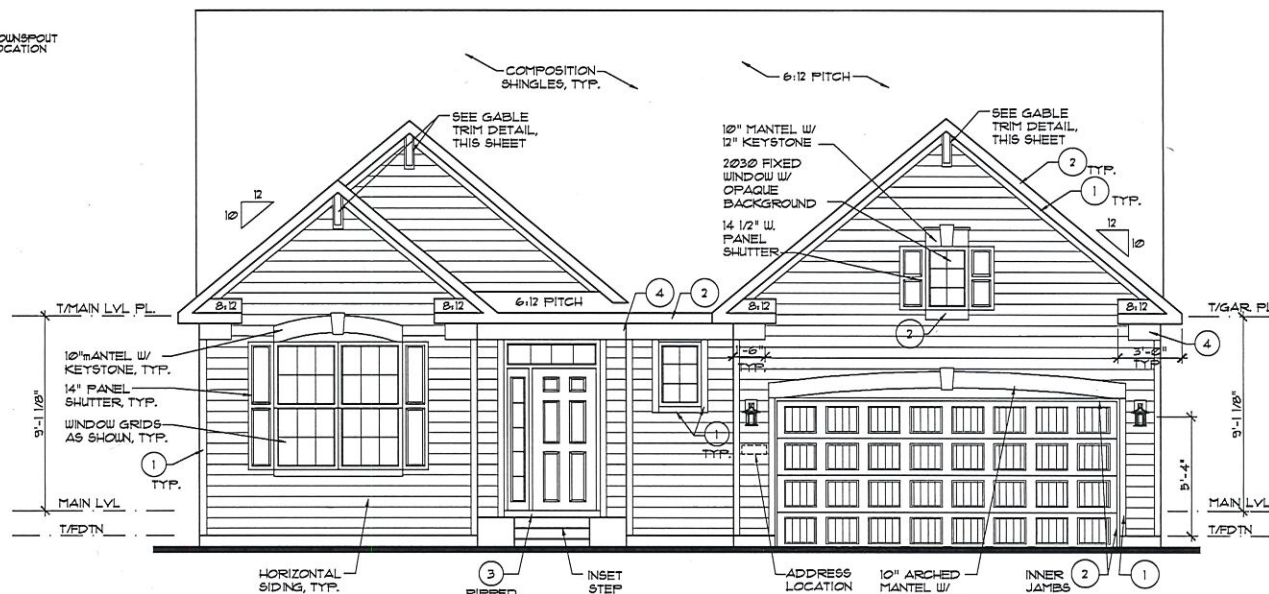 COMPOSITION
SHINGLES, TYP.
6:12 PITCH
SEE GABLE
TRIM DETAIL,
THIS SHEET
10" MANTEL W/
12" KEYSTONE
SEE GABLE
TRIM DETAIL,
THIS SHEET
2030 FIXED
WINDOW W/
OPAQUE
BACKGROUND
2
TYP.
1
TYP.
12
10
14 1/2" W.
PANEL
SHUTTER
12
10
T/MAIN LVL PL.
8:12
8:12
6:12 PITCH
4
2
8:12
2
8:12
4
10"mANTEL W/
KEYSTONE, TYP.
14" PANEL
SHUTTER, TYP.
WINDOW GRIDS
AS SHOWN, TYP.
1
TYP.
9'-1 1/8"
-6"
TYP.
3'-0"
TYP
9'-1 1/8"
5'-4"
1
TYP.
MAIN LVL
T/FDTN
MAIN LVL
T/FDTN
HORIZONTAL
SIDING, TYP.
3
INSET
STEP
ADDRESS
LOCATION
10" ARCHED
MANTEL W/
INNER
JAMBS
2
1